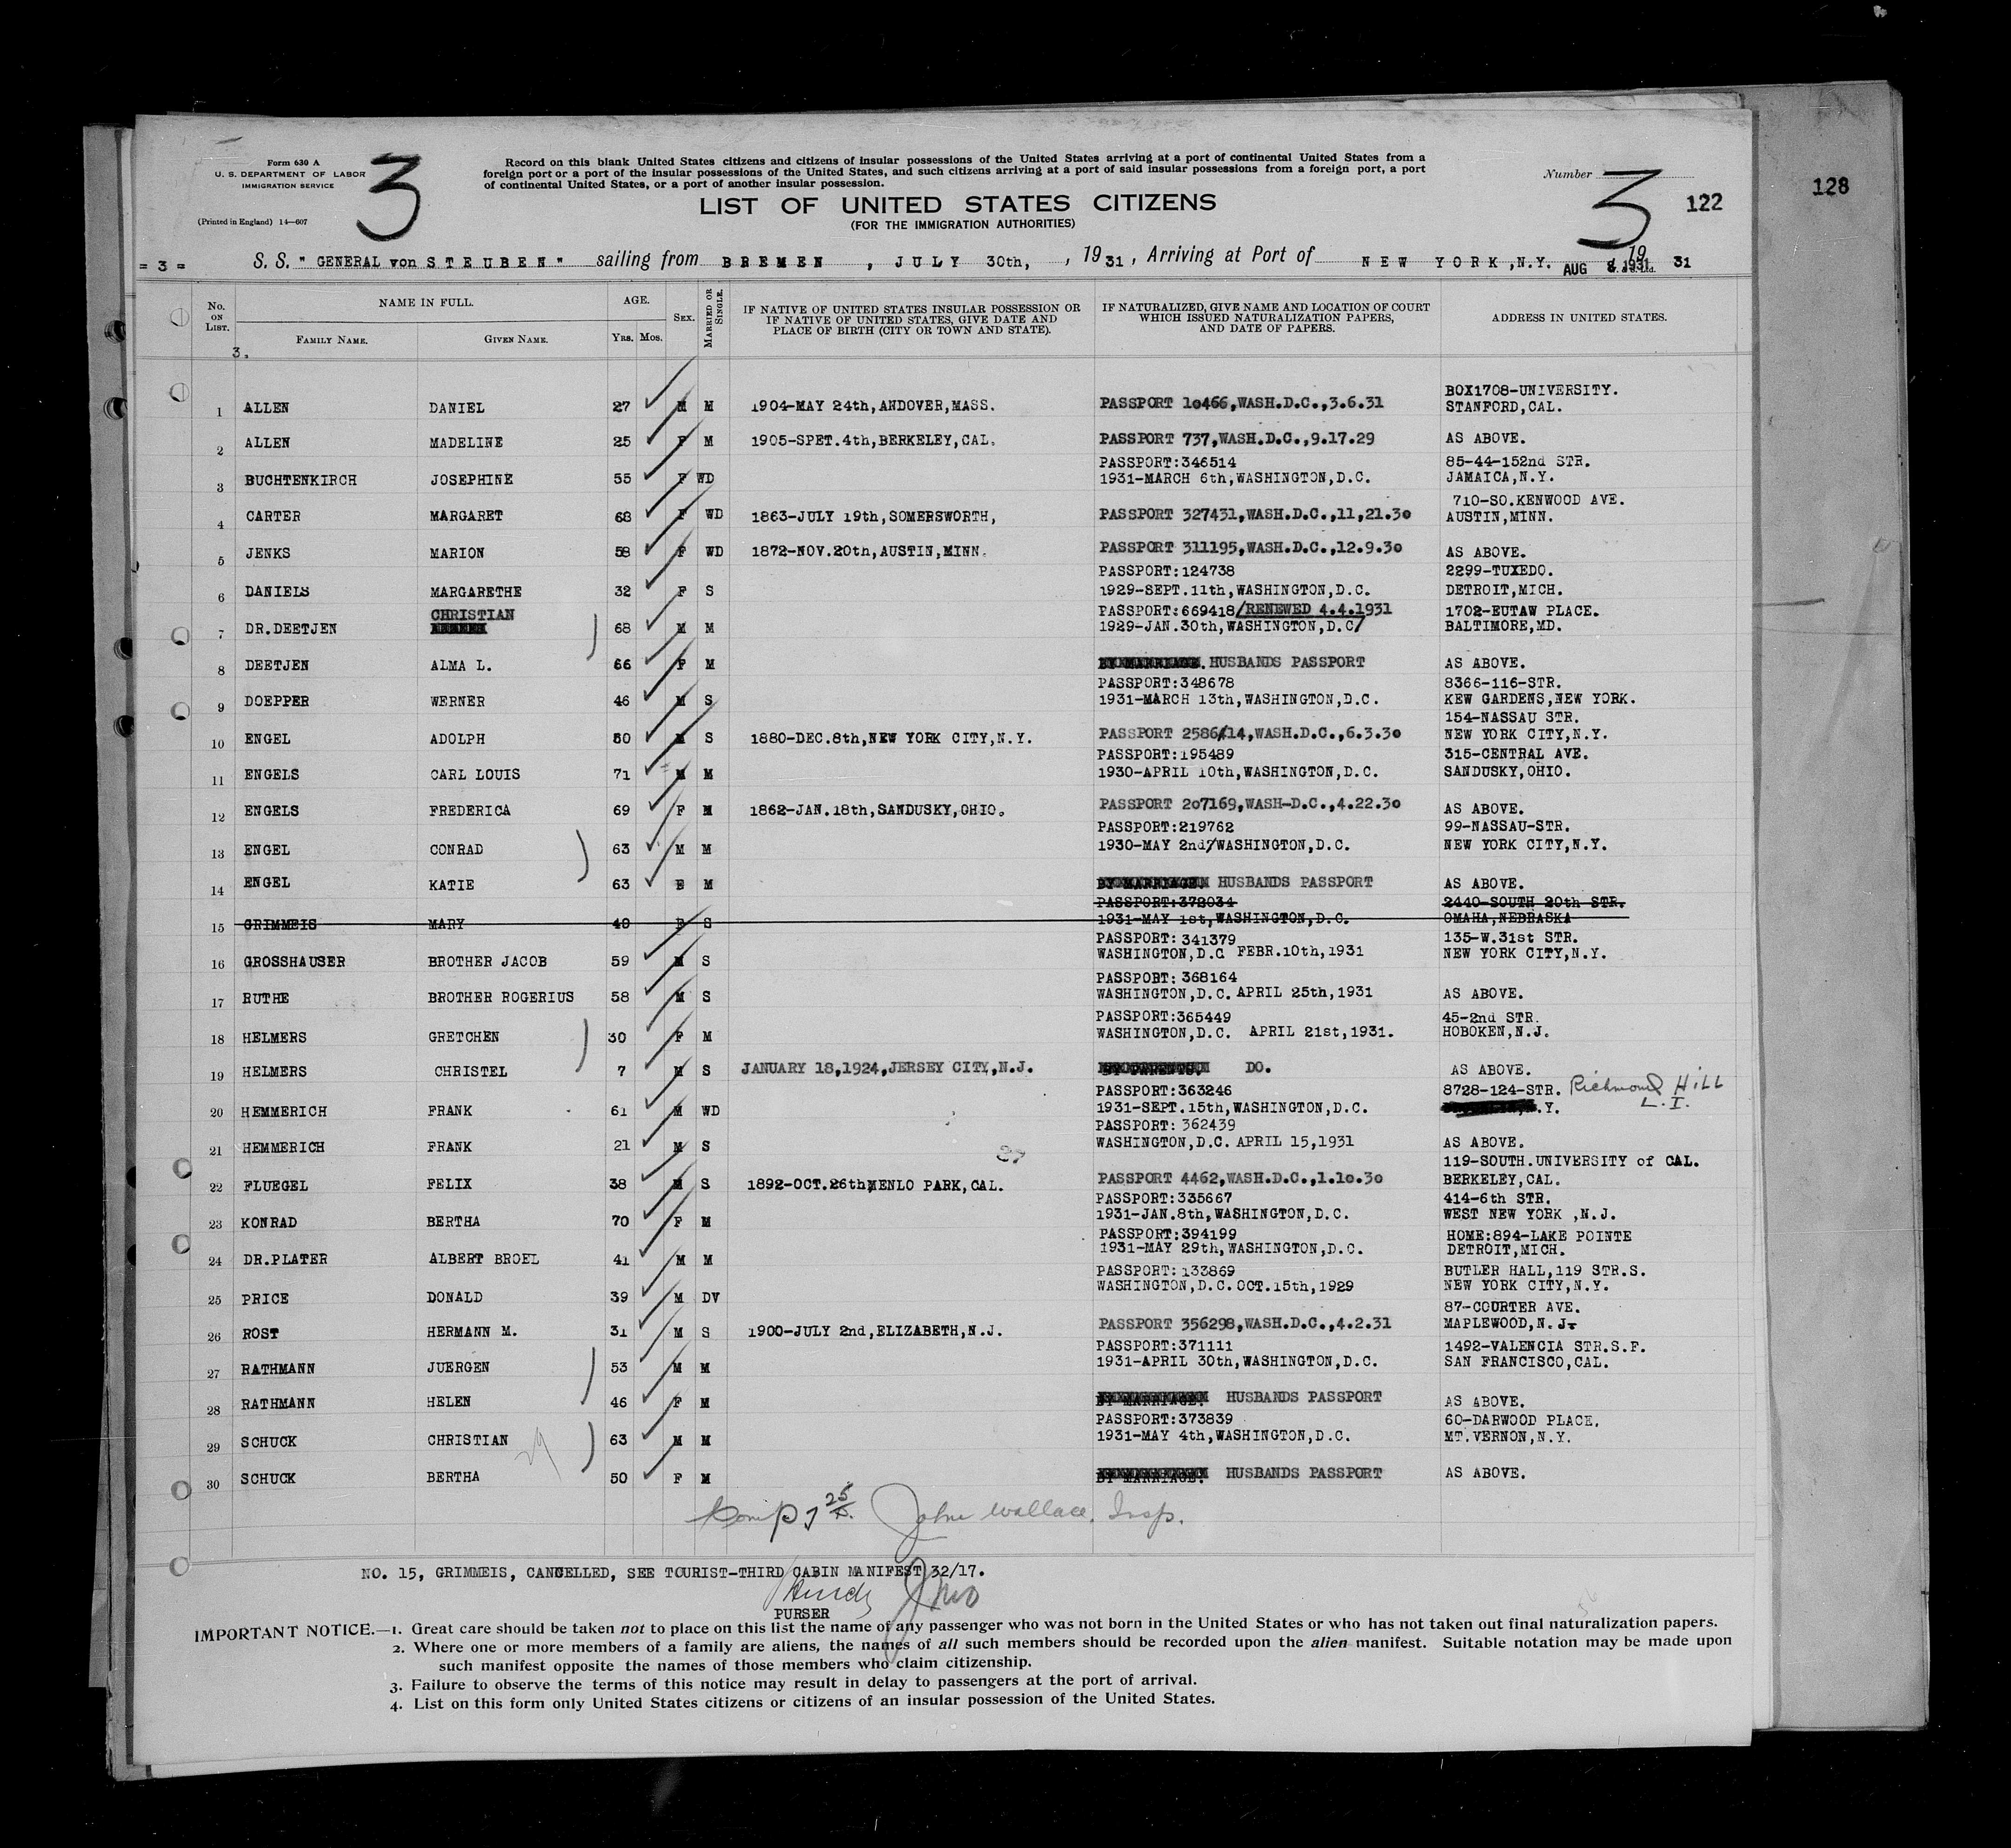 Form 630 A
U. S. DEPARTMENT OF LABOR
IMMIGRATION SERVICE
(Printed in England) 14—607
3
Record on this blank United States citizens and citizens of insular possessions of the United States arriving at a port of continental United States from a
foreign port or a port of the insular possessions of the United States, and such citizens arriving at a port of said insular possessions from a foreign port, a port
of continental United States, or a port of another insular possession.
Number 3
122
128
LIST OF UNITED STATES CITIZENS
(FOR THE IMMIGRATION AUTHORITIES)
= 3 = S. S. " GENERAL von STEUBEN" sailing from BREMEN , JULY 30th, , 1931, Arriving at Port of NEW YORK,N.Y. AUG 8 1931 19 31
No. ON LIST. NAME IN FULL. AGE. SEX. MARRIED OR SINGLE. IF NATIVE OF UNITED STATES INSULAR POSSESSION OR IF NATIVE OF UNITED STATES, GIVE DATE AND PLACE OF BIRTH (CITY OR TOWN AND STATE). IF NATURALIZED, GIVE NAME AND LOCATION OF COURT WHICH ISSUED NATURALIZATION PAPERS, AND DATE OF PAPERS. ADDRESS IN UNITED STATES.
FAMILY NAME. GIVEN NAME. YRS. MOS.
3.
1 ALLEN DANIEL 27 M M 1904-MAY 24th,ANDOVER,MASS. PASSPORT 10466,WASH.D.C.,3.6.31 BOX1708-UNIVERSITY. STANFORD,CAL.
2 ALLEN MADELINE 25 F M 1905-SPET.4th,BERKELEY,CAL. PASSPORT 737,WASH.D.C.,9.17.29 AS ABOVE.
3 BUCHTENKIRCH JOSEPHINE 55 F WD PASSPORT:346514 1931-MARCH 6th,WASHINGTON,D.C. 85-44-152nd STR. JAMAICA,N.Y.
4 CARTER MARGARET 68 F WD 1863-JULY 19th,SOMERSWORTH, PASSPORT 327431,WASH.D.C.,11,21.30 710-SO.KENWOOD AVE. AUSTIN,MINN.
5 JENKS MARION 58 F WD 1872-NOV.20th,AUSTIN,MINN. PASSPORT 311195,WASH.D.C.,12.9.30 AS ABOVE.
6 DANIELS MARGARETHE 32 F S PASSPORT:124738 1929-SEPT.11th,WASHINGTON,D.C. 2299-TUXEDO. DETROIT,MICH.
7 DR.DEETJEN CHRISTIAN 68 M M PASSPORT:669418/RENEWED 4.4.1931 1929-JAN.30th,WASHINGTON,D.C/ 1702-EUTAW PLACE. BALTIMORE,MD.
8 DEETJEN ALMA L. 66 F M HUSBANDS PASSPORT AS ABOVE.
9 DOEPPER WERNER 46 M S PASSPORT:348678 1931-MARCH 13th,WASHINGTON,D.C. 8366-116-STR. KEW GARDENS,NEW YORK.
10 ENGEL ADOLPH 50 M S 1880-DEC.8th,NEW YORK CITY,N.Y. PASSPORT 2586/14,WASH.D.C.,6.3.30 154-NASSAU STR. NEW YORK CITY,N.Y.
11 ENGELS CARL LOUIS 71 M M PASSPORT:195489 1930-APRIL 10th,WASHINGTON,D.C. 315-CENTRAL AVE. SANDUSKY,OHIO.
12 ENGELS FREDERICA 69 F M 1862-JAN.18th,SANDUSKY,OHIO. PASSPORT 207169,WASH-D.C.,4.22.30 AS ABOVE.
13 ENGEL CONRAD 63 M M PASSPORT:219762 1930-MAY 2nd/WASHINGTON,D.C. 99-NASSAU-STR. NEW YORK CITY,N.Y.
14 ENGEL KATIE 63 F M HUSBANDS PASSPORT AS ABOVE.
15 GRIMMEIS MARY 40 F S PASSPORT:372034 1931-MAY 1st,WASHINGTON,D.C. 2440-SOUTH 20th STR. OMAHA,NEBRASKA
16 GROSSHAUSER BROTHER JACOB 59 M S PASSPORT: 341379 WASHINGTON,D.C. FEBR.10th,1931 135-W.31st STR. NEW YORK CITY,N.Y.
17 RUTHE BROTHER ROGERIUS 58 M S PASSPORT: 368164 WASHINGTON,D.C. APRIL 25th,1931 AS ABOVE.
18 HELMERS GRETCHEN 30 F M PASSPORT:365449 WASHINGTON,D.C. APRIL 21st,1931. 45-2nd STR. HOBOKEN,N.J.
19 HELMERS CHRISTEL 7 M S JANUARY 18,1924,JERSEY CITY,N.J. DO. AS ABOVE.
20 HEMMERICH FRANK 61 M WD PASSPORT:363246 1931-SEPT.15th,WASHINGTON,D.C. 8728-124-STR. Richmond Hill L.I. .Y.
21 HEMMERICH FRANK 21 M S PASSPORT: 362439 WASHINGTON,D.C. APRIL 15,1931 AS ABOVE.
22 FLUEGEL FELIX 38 M S 1892-OCT.26th,MENLO PARK,CAL. PASSPORT 4462,WASH.D.C.,1.10.30 119-SOUTH.UNIVERSITY of CAL. BERKELEY,CAL.
23 KONRAD BERTHA 70 F M PASSPORT:335667 1931-JAN.8th,WASHINGTON,D.C. 414-6th STR. WEST NEW YORK ,N.J.
24 DR.PLATER ALBERT BROEL 41 M M PASSPORT:394199 1931-MAY 29th,WASHINGTON,D.C. HOME:894-LAKE POINTE DETROIT,MICH.
25 PRICE DONALD 39 M DV PASSPORT: 133869 WASHINGTON,D.C. OCT.15th,1929 BUTLER HALL,119 STR.S. NEW YORK CITY,N.Y.
26 ROST HERMANN M. 31 M S 1900-JULY 2nd,ELIZABETH,N.J. PASSPORT 356298,WASH.D.C.,4.2.31 87-COURTER AVE. MAPLEWOOD,N.J.
27 RATHMANN JUERGEN 53 M M PASSPORT:371111 1931-APRIL 30th,WASHINGTON,D.C. 1492-VALENCIA STR.S.F. SAN FRANCISCO,CAL.
28 RATHMANN HELEN 46 F M BY MARRIAGE. HUSBANDS PASSPORT AS ABOVE.
29 SCHUCK CHRISTIAN 63 M M PASSPORT:373839 1931-MAY 4th,WASHINGTON,D.C. 60-DARWOOD PLACE. MT.VERNON,N.Y.
30 SCHUCK BERTHA 50 F M BY MARRIAGE. HUSBANDS PASSPORT AS ABOVE.
John Wallace. Insp.
NO. 15, GRIMMEIS, CANCELLED, SEE TOURIST-THIRD CABIN MANIFEST 32/17.
PURSER
IMPORTANT NOTICE.—1. Great care should be taken not to place on this list the name of any passenger who was not born in the United States or who has not taken out final naturalization papers.
2. Where one or more members of a family are aliens, the names of all such members should be recorded upon the alien manifest. Suitable notation may be made upon
such manifest opposite the names of those members who claim citizenship.
3. Failure to observe the terms of this notice may result in delay to passengers at the port of arrival.
4. List on this form only United States citizens or citizens of an insular possession of the United States.